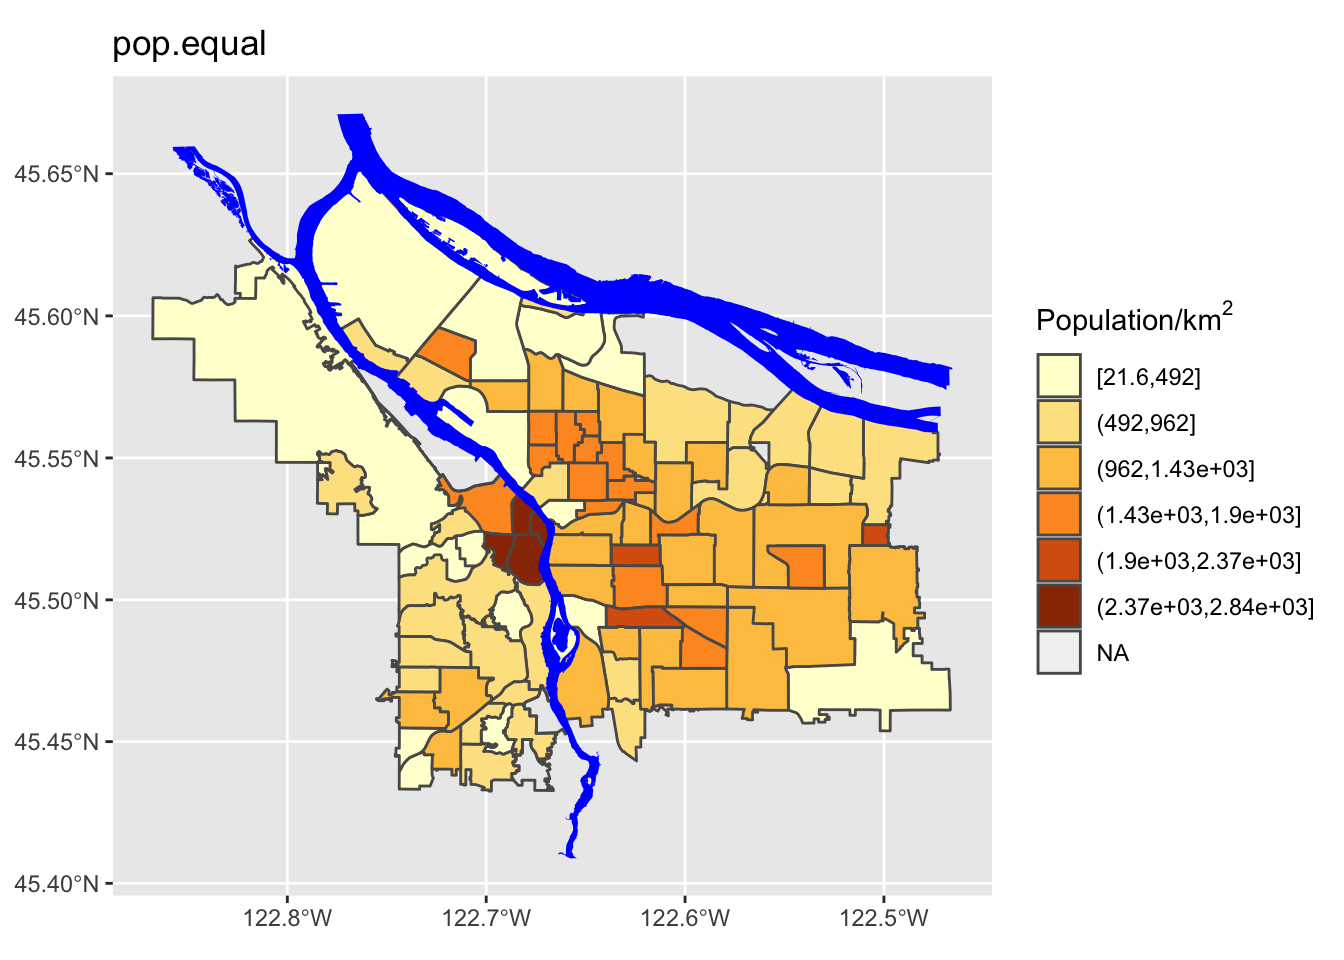 pop.equal
45.65°N
45.60°N
45.55°N
45.50°N
45.45°N
45.40°N
122.8°W 122.7°W 122.6°W 122.5°W
Population/km²
[21.6,492]
(492,962]
(962,1.43e+03]
(1.43e+03,1.9e+03]
(1.9e+03,2.37e+03]
(2.37e+03,2.84e+03]
NA